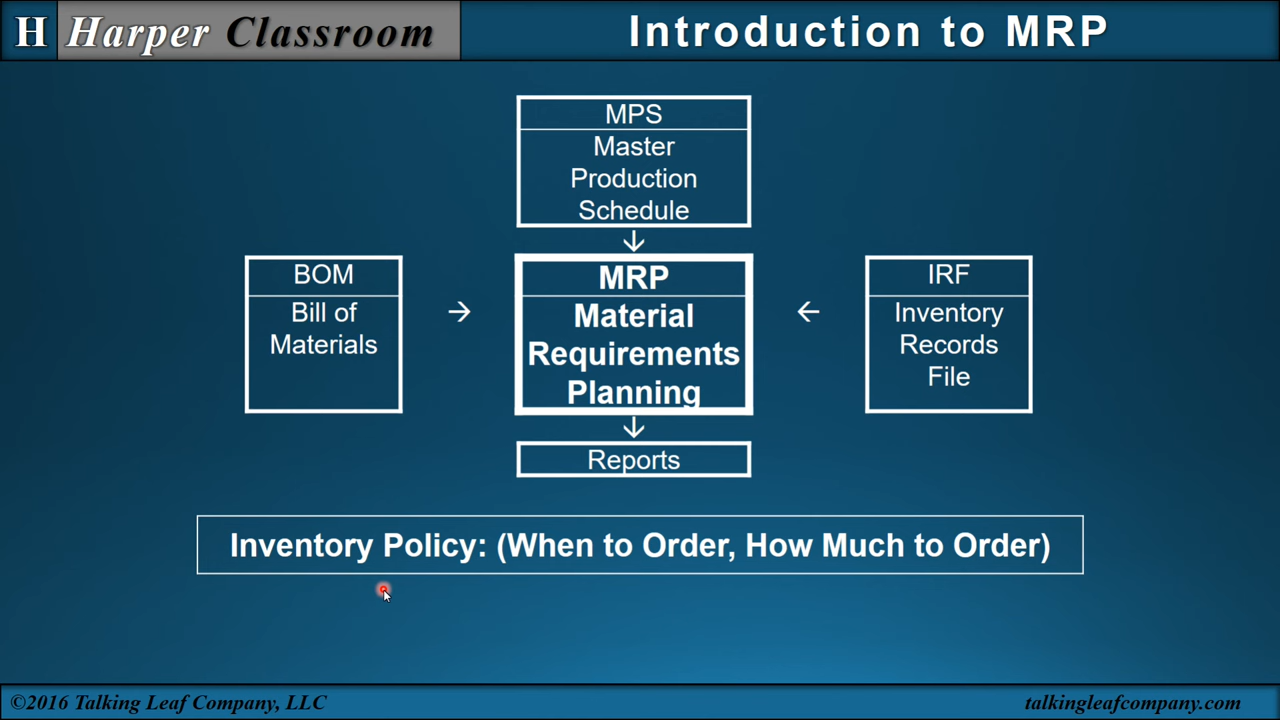 H Harper Classroom
Introduction to MRP
MPS
Master
Production
Schedule
BOM
Bill of
Materials
→
MRP
Material
Requirements
Planning
←
IRF
Inventory
Records
File
Reports
Inventory Policy: (When to Order, How Much to Order)
©2016 Talking Leaf Company, LLC
talkingleafcompany.com